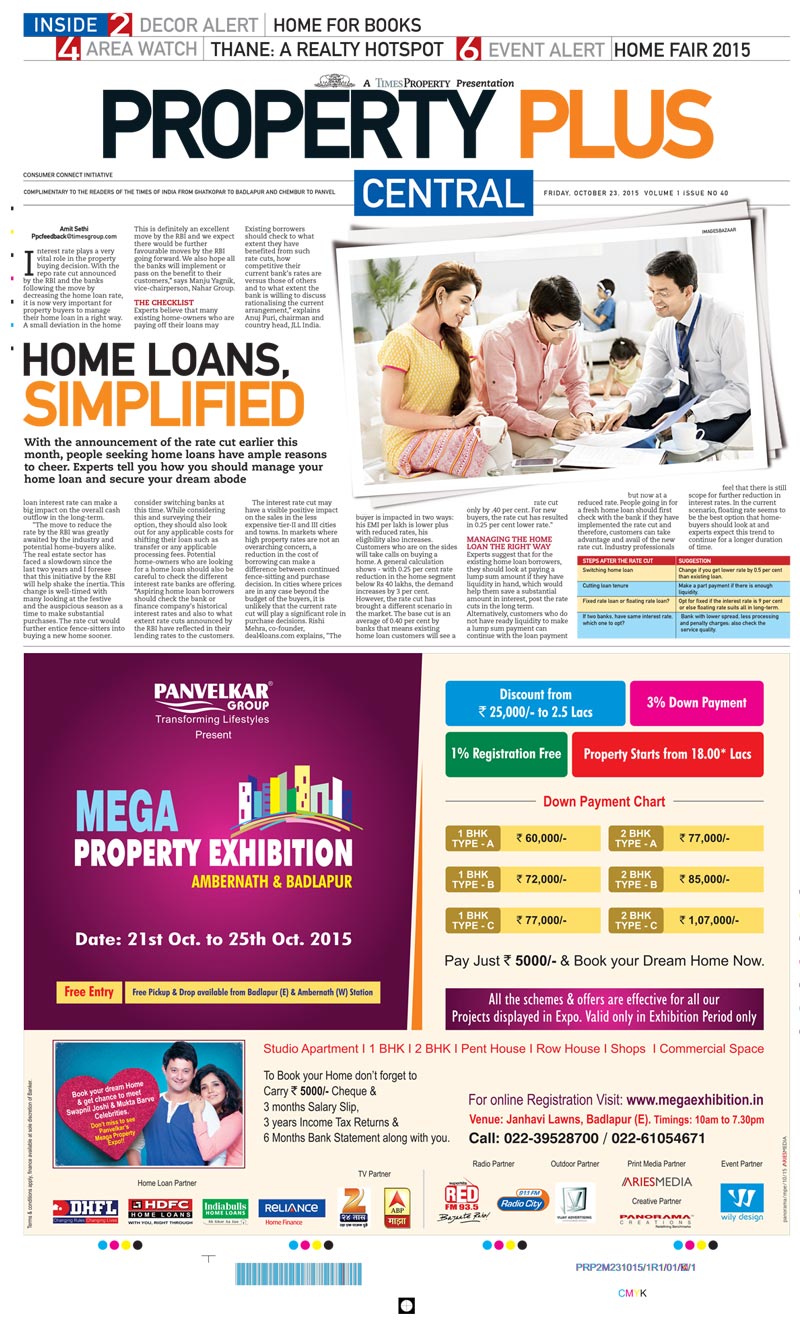 INSIDE 2 DECOR ALERT HOME FOR BOOKS
4 AREA WATCH THANE: A REALTY HOTSPOT 6 EVENT ALERT HOME FAIR 2015
A TIMESPROPERTY Presentation
PROPERTY PLUS
CONSUMER CONNECT INITIATIVE
COMPLIMENTARY TO THE READERS OF THE TIMES OF INDIA FROM GHATKOPAR TO BADLAPUR AND CHEMBUR TO PANVEL
CENTRAL
FRIDAY, OCTOBER 23, 2015 VOLUME 1 ISSUE NO 40
IMAGESBAZAAR
Amit Sethi
Ppcfeedback@timesgroup.com
Interest rate plays a very
vital role in the property
buying decision. With the
repo rate cut announced
by the RBI and the banks
following the move by
decreasing the home loan rate,
it is now very important for
property buyers to manage
their home loan in a right way.
A small deviation in the home
This is definitely an excellent
move by the RBI and we expect
there would be further
favourable moves by the RBI
going forward. We also hope all
the banks will implement or
pass on the benefit to their
customers," says Manju Yagnik,
vice-chairperson, Nahar Group.
THE CHECKLIST
Experts believe that many
existing home-owners who are
paying off their loans may
Existing borrowers
should check to what
extent they have
benefited from such
rate cuts, how
competitive their
current bank's rates are
versus those of others
and to what extent the
bank is willing to discuss
rationalising the current
arrangement," explains
Anuj Puri, chairman and
country head, JLL India.
HOME LOANS,
SIMPLIFIED
With the announcement of the rate cut earlier this
month, people seeking home loans have ample reasons
to cheer. Experts tell you how you should manage your
home loan and secure your dream abode
loan interest rate can make a
big impact on the overall cash
outflow in the long-term.
"The move to reduce the
rate by the RBI was greatly
awaited by the industry and
potential home-buyers alike.
The real estate sector has
faced a slowdown since the
last two years and I foresee
that this initiative by the RBI
will help shake the inertia. This
change is well-timed with
many looking at the festive
and the auspicious season as a
time to make substantial
purchases. The rate cut would
further entice fence-sitters into
buying a new home sooner.
consider switching banks at
this time. While considering
this and surveying their
option, they should also look
out for any applicable costs for
shifting their loan such as
transfer or any applicable
processing fees. Potential
home-owners who are looking
for a home loan should also be
careful to check the different
interest rate banks are offering.
"Aspiring home loan borrowers
should check the bank or
finance company's historical
interest rates and also to what
extent rate cuts announced by
the RBI have reflected in their
lending rates to the customers.
The interest rate cut may
have a visible positive impact
on the sales in the less
expensive tier-II and III cities
and towns. In markets where
high property rates are not an
overarching concern, a
reduction in the cost of
borrowing can make a
difference between continued
fence-sitting and purchase
decision. In cities where prices
are in any case beyond the
budget of the buyers, it is
unlikely that the current rate
cut will play a significant role in
purchase decisions. Rishi
Mehra, co-founder,
deal4loans.com explains, "The
buyer is impacted in two ways:
his EMI per lakh is lower plus
with reduced rates, his
eligibility also increases.
Customers who are on the sides
will take calls on buying a
home. A general calculation
shows - with 0.25 per cent rate
reduction in the home segment
below Rs 40 lakh, the demand
increases by 3 per cent.
However, the rate cut has
brought a different scenario in
the market. The base cut is an
average of 0.40 per cent by
banks that means existing
home loan customers will see a
rate cut
only by .40 per cent. For new
buyers, the rate cut has resulted
in 0.25 per cent lower rate."
MANAGING THE HOME
LOAN THE RIGHT WAY
Experts suggest that for the
existing home loan borrowers,
they should look at paying a
lump sum amount if they have
liquidity in hand, which would
help them save a substantial
amount in interest, post the rate
cuts in the long term.
Alternatively, customers who do
not have ready liquidity to make
a lump sum payment can
continue with the loan payment
but now at a
reduced rate. People going in for
a fresh home loan should first
check with the bank if they have
implemented the rate cut and
therefore, customers can take
advantage and avail of the new
rate cut. Industry professionals
feel that there is still
scope for further reduction in
interest rates. In the current
scenario, floating rate seems to
be the best option that home-
buyers should look at and
experts expect this trend to
continue for a longer duration
of time.
STEPS AFTER THE RATE CUT SUGGESTION
Switching home loan Change if you get lower rate by 0.5 per cent
than existing loan.
Cutting loan tenure Make a part payment if there is enough
liquidity.
Fixed rate loan or floating rate loan? Opt for fixed if the interest rate is 9 per cent
or else floating rate suits all in long-term.
If two banks, have same interest rate, Bank with lower spread, less processing
which one to opt? and penalty charges; also check the
service quality.
PANVELKAR®
GROUP
Transforming Lifestyles
Present
MEGA
PROPERTY EXHIBITION
AMBERNATH & BADLAPUR
Date: 21st Oct. to 25th Oct. 2015
Free Entry Free Pickup & Drop available from Badlapur (E) & Ambernath (W) Station
Discount from
₹ 25,000/- to 2.5 Lacs
3% Down Payment
1% Registration Free
Property Starts from 18.00* Lacs
Down Payment Chart
1 BHK
TYPE - A
₹ 60,000/-
2 BHK
TYPE - A
₹ 77,000/-
1 BHK
TYPE - B
₹ 72,000/-
2 BHK
TYPE - B
₹ 85,000/-
1 BHK
TYPE - C
₹ 77,000/-
2 BHK
TYPE - C
₹ 1,07,000/-
Pay Just ₹ 5000/- & Book your Dream Home Now.
All the schemes & offers are effective for all our
Projects displayed in Expo. Valid only in Exhibition Period only
Studio Apartment I 1 BHK I 2 BHK I Pent House I Row House I Shops I Commercial Space
Book your dream Home
& get chance to meet
Swapnil Joshi & Mukta Barve
Celebrities.
Don't miss to see
Panvelkar's
Meaga Property
Expo!!
To Book your Home don't forget to
Carry ₹ 5000/- Cheque &
3 months Salary Slip,
3 years Income Tax Returns &
6 Months Bank Statement along with you.
For online Registration Visit: www.megaexhibition.in
Venue: Janhavi Lawns, Badlapur (E). Timings: 10am to 7.30pm
Call: 022-39528700 / 022-61054671
Terms & conditions apply, finance available at sole discretion of Banker.
Home Loan Partner
DHFL
Changing Rules Changing Lives
HDFC
HOME LOANS
WITH YOU, RIGHT THROUGH
Indiabulls
HOME LOANS
RELIANCE
Home Finance
TV Partner
२४ तास
ABP
माझा
Radio Partner
superhits
RED
FM 93.5
Bajaate Raho!
91.1 FM
Radio City
Outdoor Partner
RUBY ADVERTISING
Print Media Partner
ARIESMEDIA
Creative Partner
PANORAMA
CREATIONS
Event Partner
wily design
panorama/mpe/10/15 ARIESMEDIA
PRP2M231015/1R1/01/K/1
CMYK